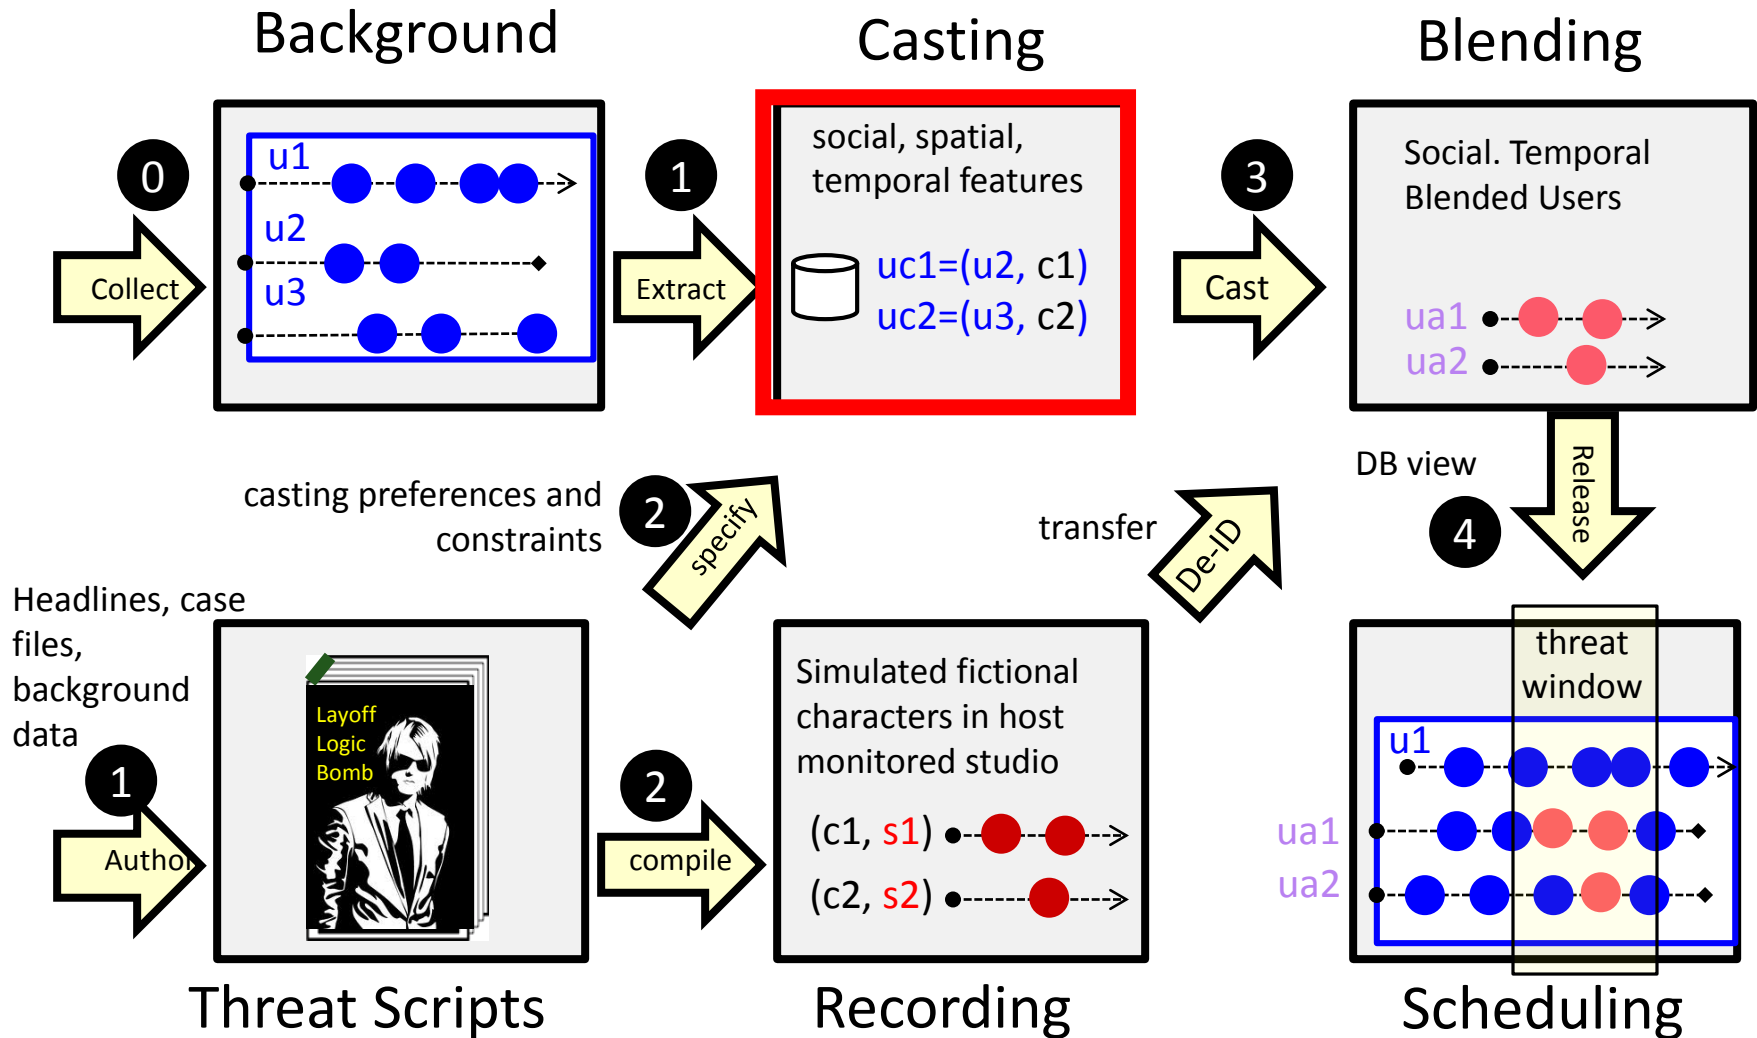 Background
Casting
Blending
0
Collect
u1
u2
u3
1
Extract
social, spatial,
temporal features
uc1=(u2, c1)
uc2=(u3, c2)
3
Cast
Social. Temporal
Blended Users
ua1
ua2
casting preferences and
constraints
2
specify
transfer
De-ID
DB view
4
Release
Headlines, case
files,
background
data
1
Author
Layoff
Logic
Bomb
2
compile
Simulated fictional
characters in host
monitored studio
(c1, s1)
(c2, s2)
threat
window
u1
ua1
ua2
Threat Scripts
Recording
Scheduling